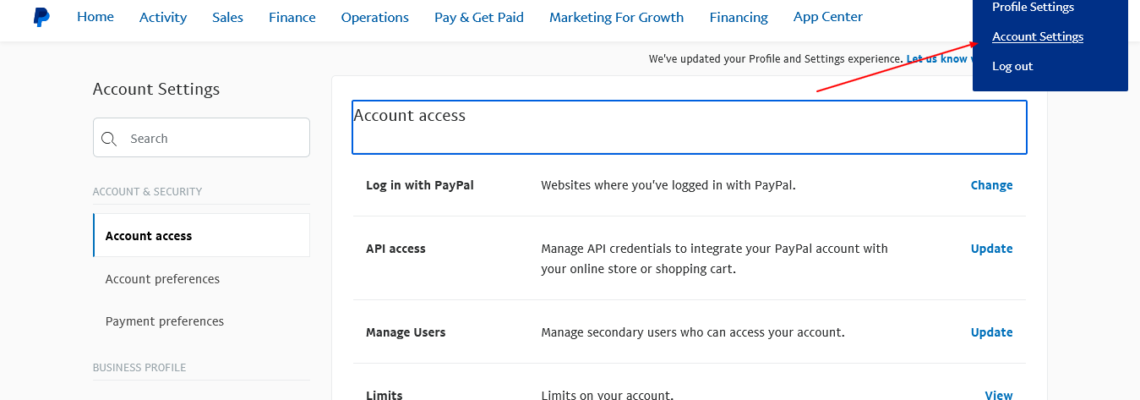 Home Activity Sales Finance Operations Pay & Get Paid Marketing For Growth Financing App Center
Profile Settings
Account Settings
Log out
We've updated your Profile and Settings experience. Let us know
Account Settings
Search
ACCOUNT & SECURITY
Account access
Account preferences
Payment preferences
BUSINESS PROFILE
Account access
Log in with PayPal Websites where you've logged in with PayPal. Change
API access Manage API credentials to integrate your PayPal account with Update
your online store or shopping cart.
Manage Users Manage secondary users who can access your account. Update
Limits Limits on your account. View